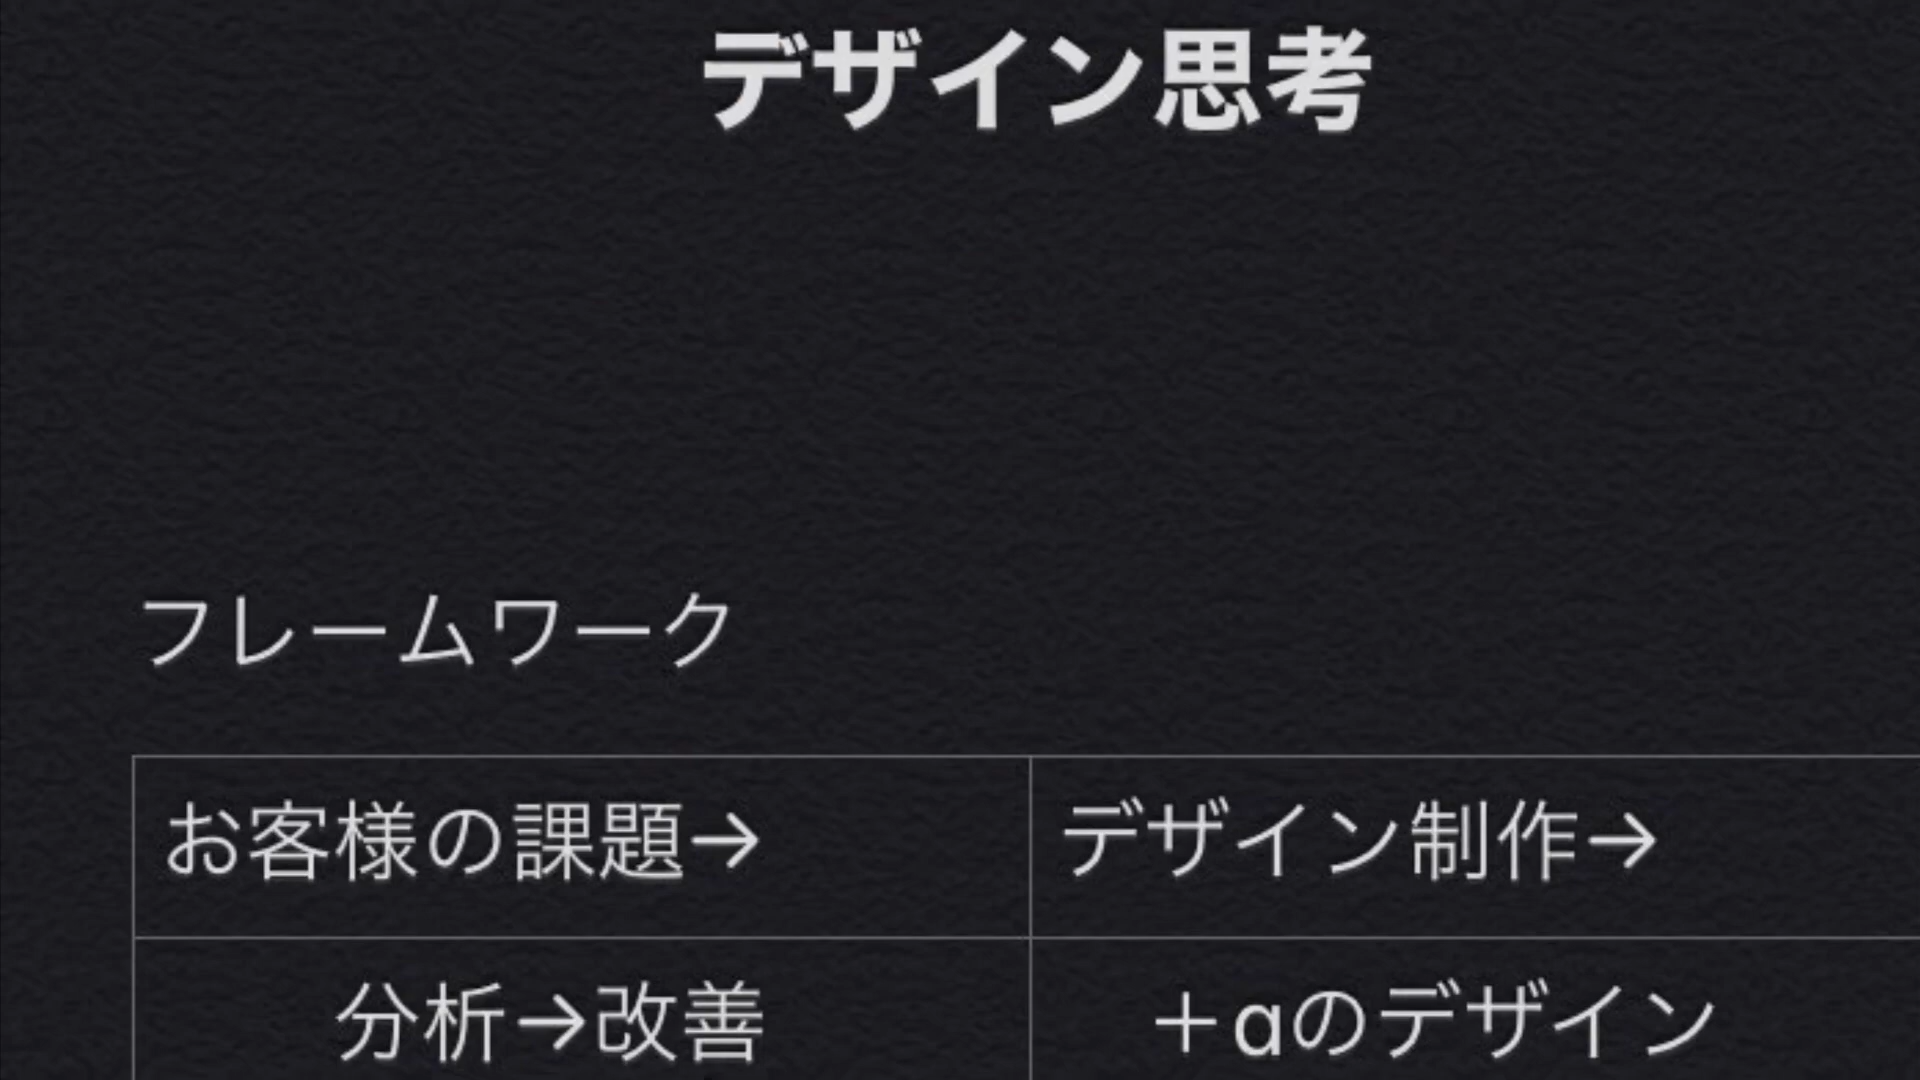 デザイン思考
フレームワーク
お客様の課題→
デザイン制作→
分析→改善
＋αのデザイン